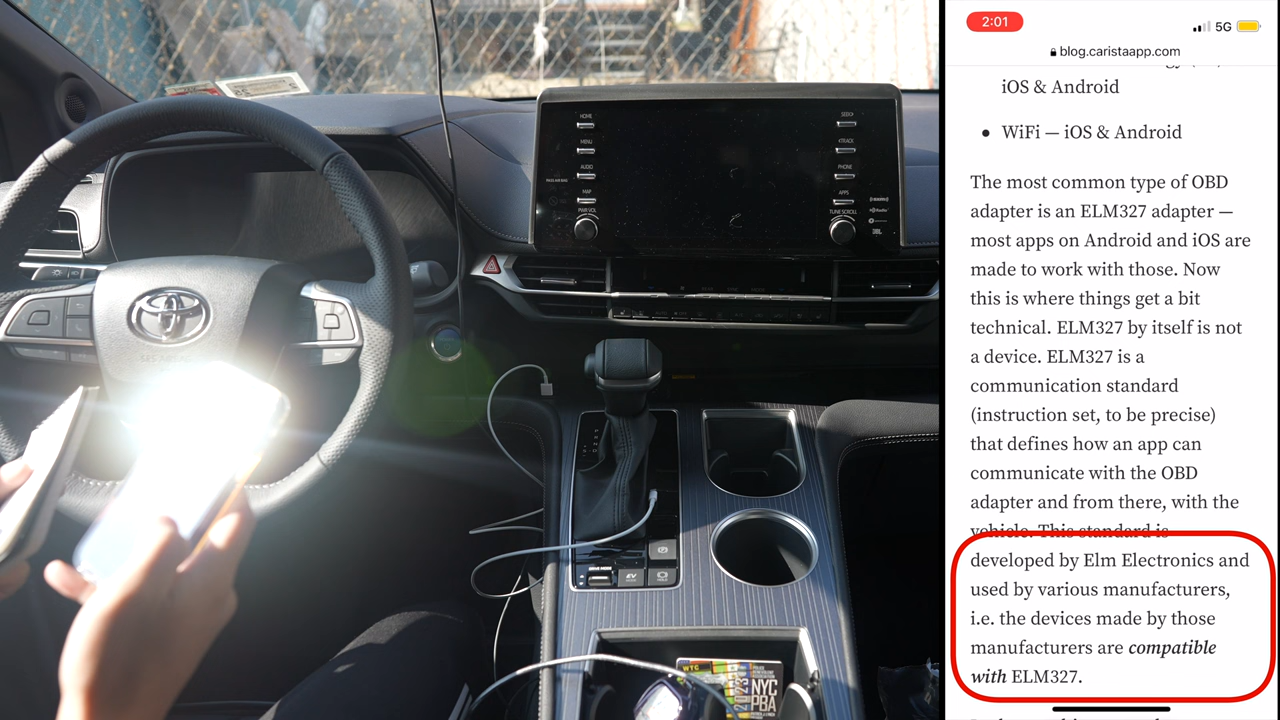 HOME
MENU
AUDIO
MAP
PWR VOL
SEEK>
<TRACK
PHONE
APPS
TUNE SCROLL
JBL
EV
HOLD
WTC
NYC
PBA
2:01
5G
blog.caristaapp.com
iOS & Android
• WiFi — iOS & Android
The most common type of OBD
adapter is an ELM327 adapter —
most apps on Android and iOS are
made to work with those. Now
this is where things get a bit
technical. ELM327 by itself is not
a device. ELM327 is a
communication standard
(instruction set, to be precise)
that defines how an app can
communicate with the OBD
adapter and from there, with the
vehicle. This standard is
developed by Elm Electronics and
used by various manufacturers,
i.e. the devices made by those
manufacturers are compatible
with ELM327.